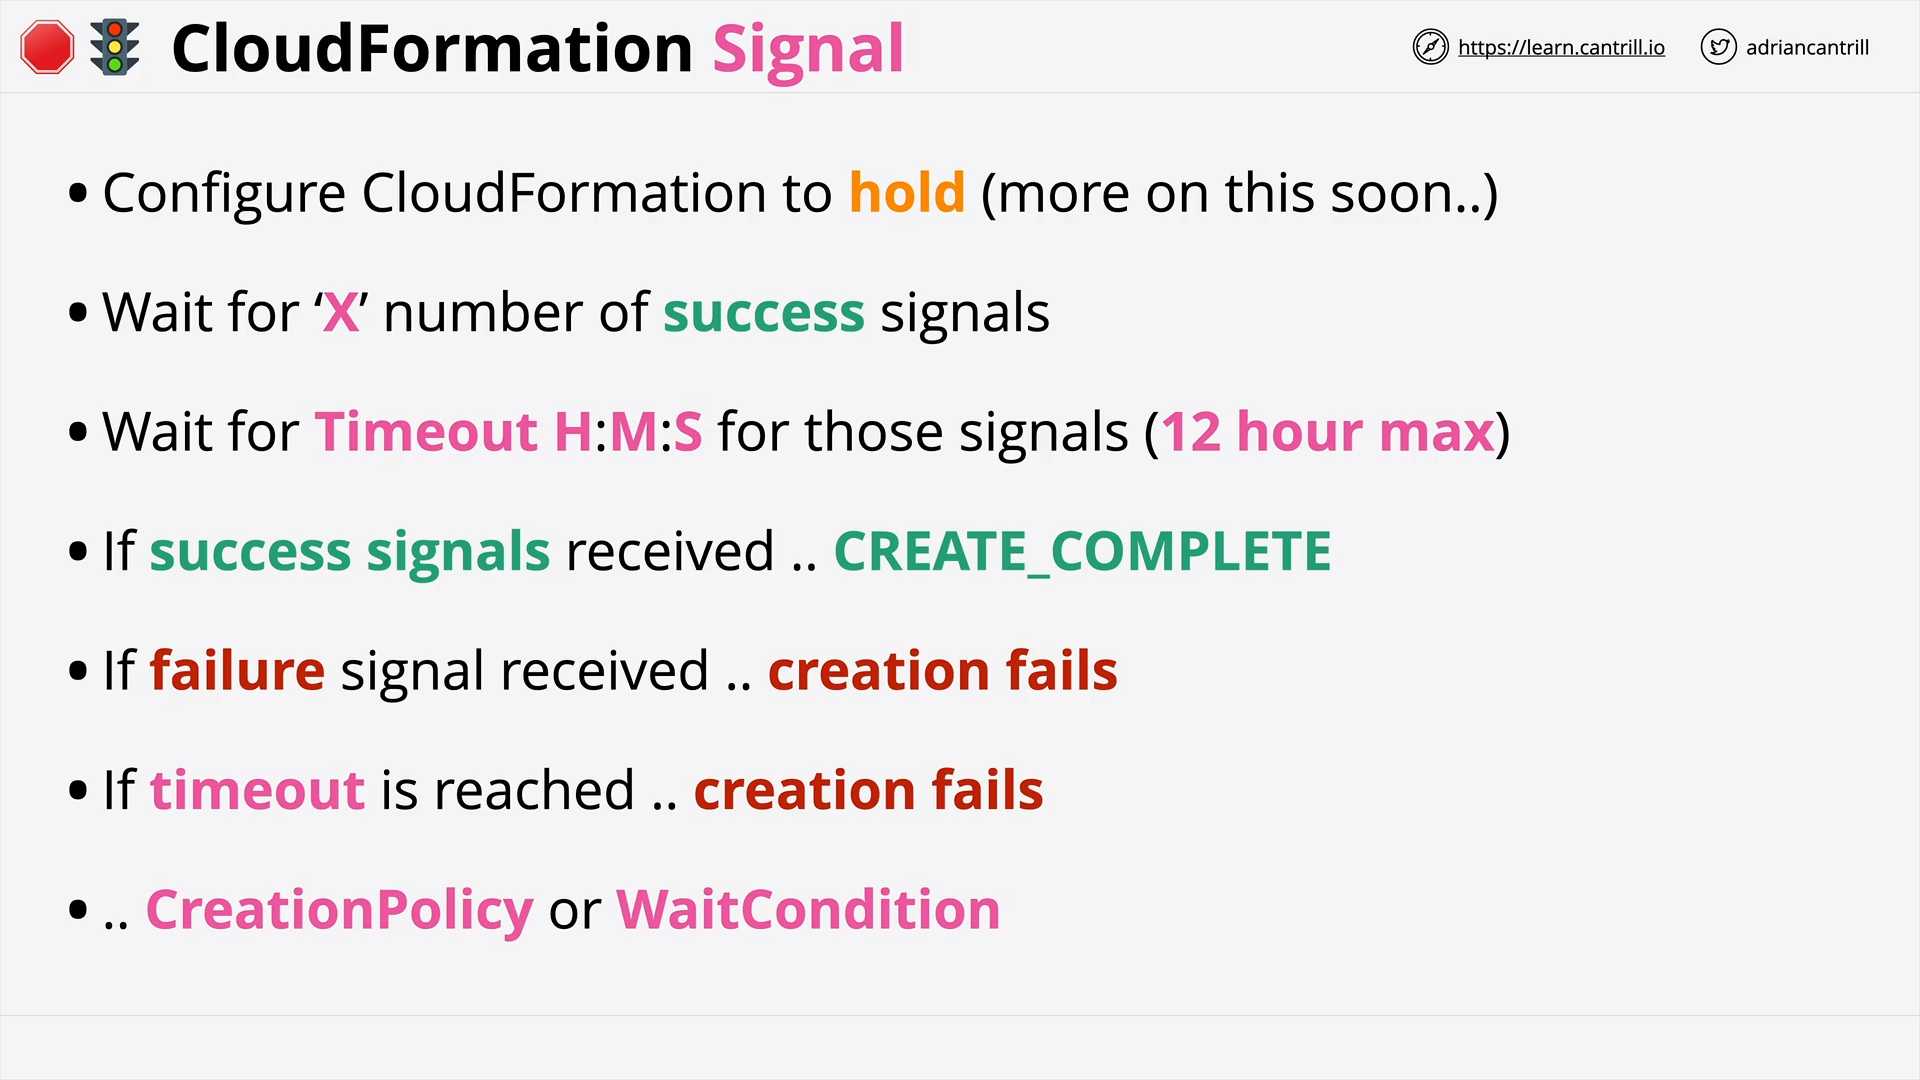 CloudFormation Signal
https://learn.cantrill.io
adriancantrill
• Configure CloudFormation to hold (more on this soon..)
• Wait for ‘X’ number of success signals
• Wait for Timeout H:M:S for those signals (12 hour max)
• If success signals received .. CREATE_COMPLETE
• If failure signal received .. creation fails
• If timeout is reached .. creation fails
• .. CreationPolicy or WaitCondition